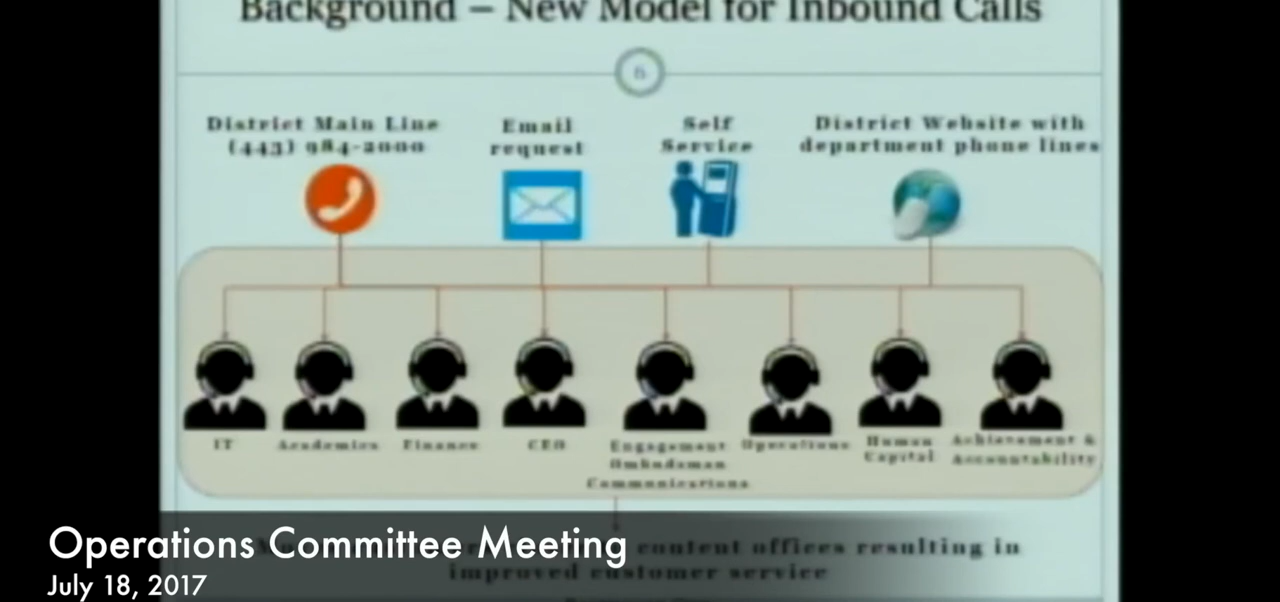 Background – New Model for Inbound Calls
6
District Main Line
(443) 984-2000
Email
request
Self
Service
District Website with
department phone lines
IT
Academics
Finance
CEO
Engagement
Ombudsman
Communications
Operations
Human
Capital
Achievement &
Accountability
content offices resulting in
improved customer service
Operations Committee Meeting
July 18, 2017